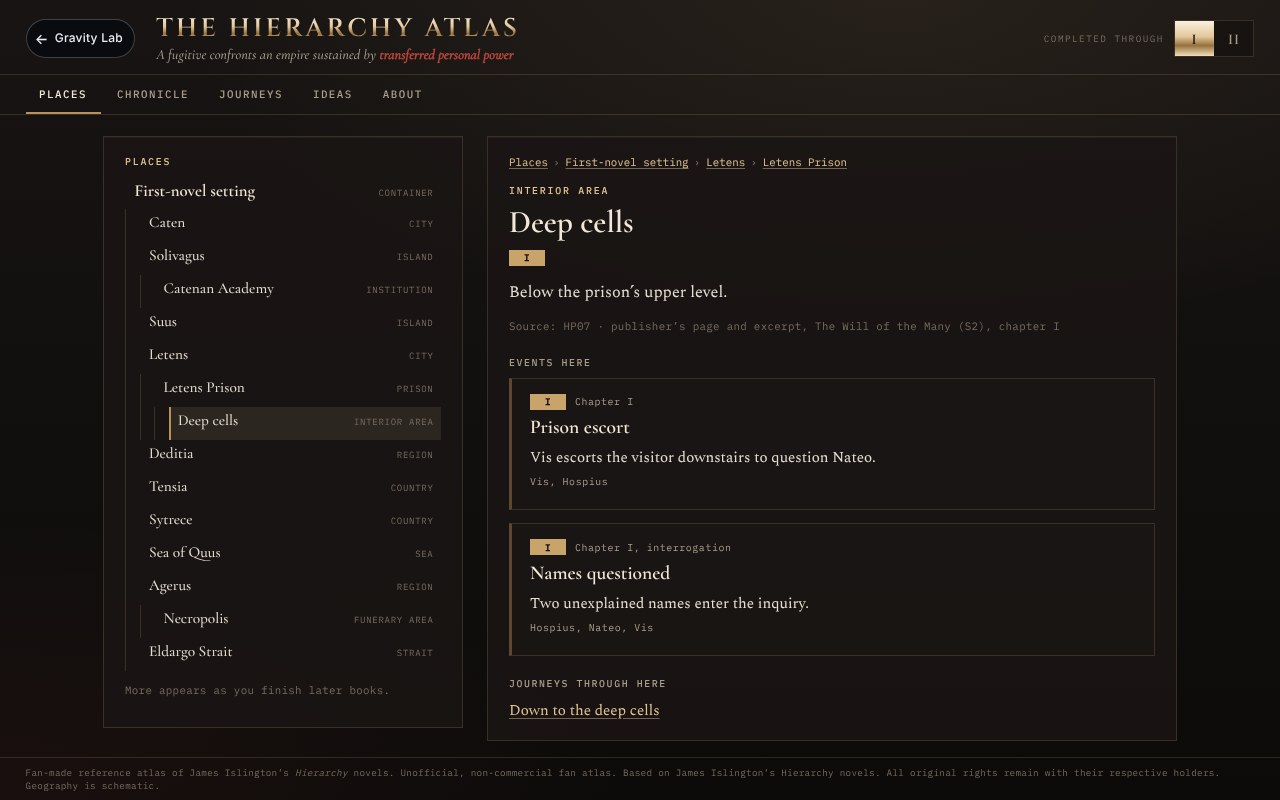 ← Gravity Lab
THE HIERARCHY ATLAS
A fugitive confronts an empire sustained by transferred personal power
COMPLETED THROUGH
I
II
PLACES
CHRONICLE
JOURNEYS
IDEAS
ABOUT
PLACES
First-novel setting CONTAINER
Caten CITY
Solivagus ISLAND
Catenan Academy INSTITUTION
Suus ISLAND
Letens CITY
Letens Prison PRISON
Deep cells INTERIOR AREA
Deditia REGION
Tensia COUNTRY
Sytrece COUNTRY
Sea of Quus SEA
Agerus REGION
Necropolis FUNERARY AREA
Eldargo Strait STRAIT
More appears as you finish later books.
Places › First-novel setting › Letens › Letens Prison
INTERIOR AREA
Deep cells
I
Below the prison’s upper level.
Source: HP07 · publisher’s page and excerpt, The Will of the Many (S2), chapter I
EVENTS HERE
I Chapter I
Prison escort
Vis escorts the visitor downstairs to question Nateo.
Vis, Hospius
I Chapter I, interrogation
Names questioned
Two unexplained names enter the inquiry.
Hospius, Nateo, Vis
JOURNEYS THROUGH HERE
Down to the deep cells
Fan-made reference atlas of James Islington’s Hierarchy novels. Unofficial, non-commercial fan atlas. Based on James Islington’s Hierarchy novels. All original rights remain with their respective holders.
Geography is schematic.